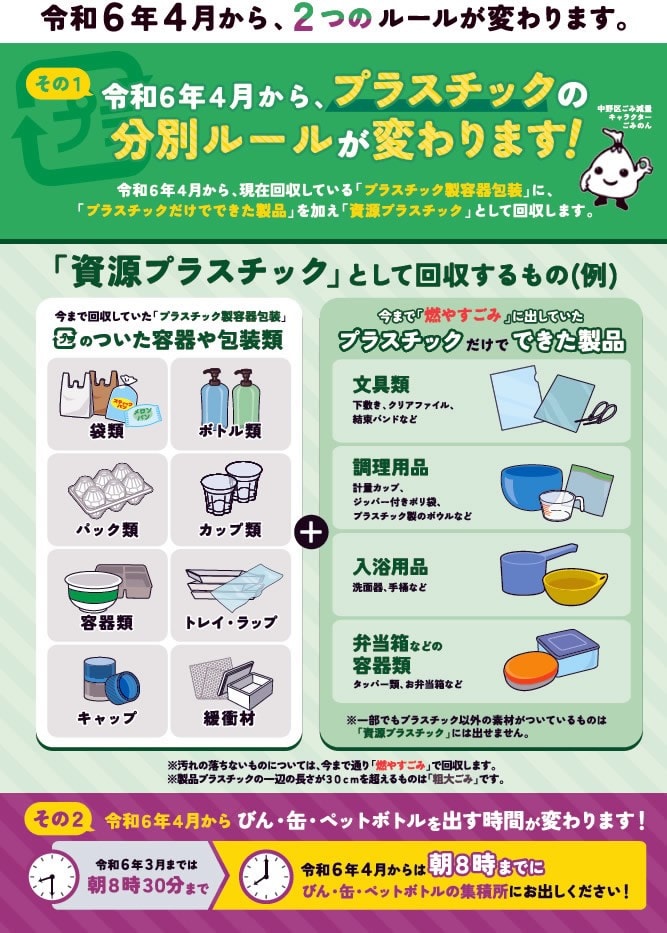 令和6年4月から、2つのルールが変わります。
その1
令和6年4月から、プラスチックの
分別ルールが変わります!
中野区ごみ減量
キャラクター
ごみのん
プラ
令和6年4月から、現在回収している「プラスチック製容器包装」に、
「プラスチックだけでできた製品」を加え「資源プラスチック」として回収します。
「資源プラスチック」として回収するもの(例)
今まで回収していた「プラスチック製容器包装」
プラのついた容器や包装類
スティックパン
メロンパン
袋類
ボトル類
パック類
カップ類
容器類
トレイ・ラップ
キャップ
緩衝材
+
今まで「燃やすごみ」に出していた
プラスチックだけでできた製品
文具類
下敷き、クリアファイル、
結束バンドなど
調理用品
計量カップ、
ジッパー付きポリ袋、
プラスチック製のボウルなど
入浴用品
洗面器、手桶など
弁当箱などの
容器類
タッパー類、お弁当箱など
※一部でもプラスチック以外の素材がついているものは
「資源プラスチック」には出せません。
※汚れの落ちないものについては、今まで通り「燃やすごみ」で回収します。
※製品プラスチックの一辺の長さが30cmを超えるものは「粗大ごみ」です。
その2
令和6年4月から びん・缶・ペットボトルを出す時間が変わります!
令和6年3月までは
朝8時30分まで
令和6年4月からは朝8時までに
びん・缶・ペットボトルの集積所にお出しください!